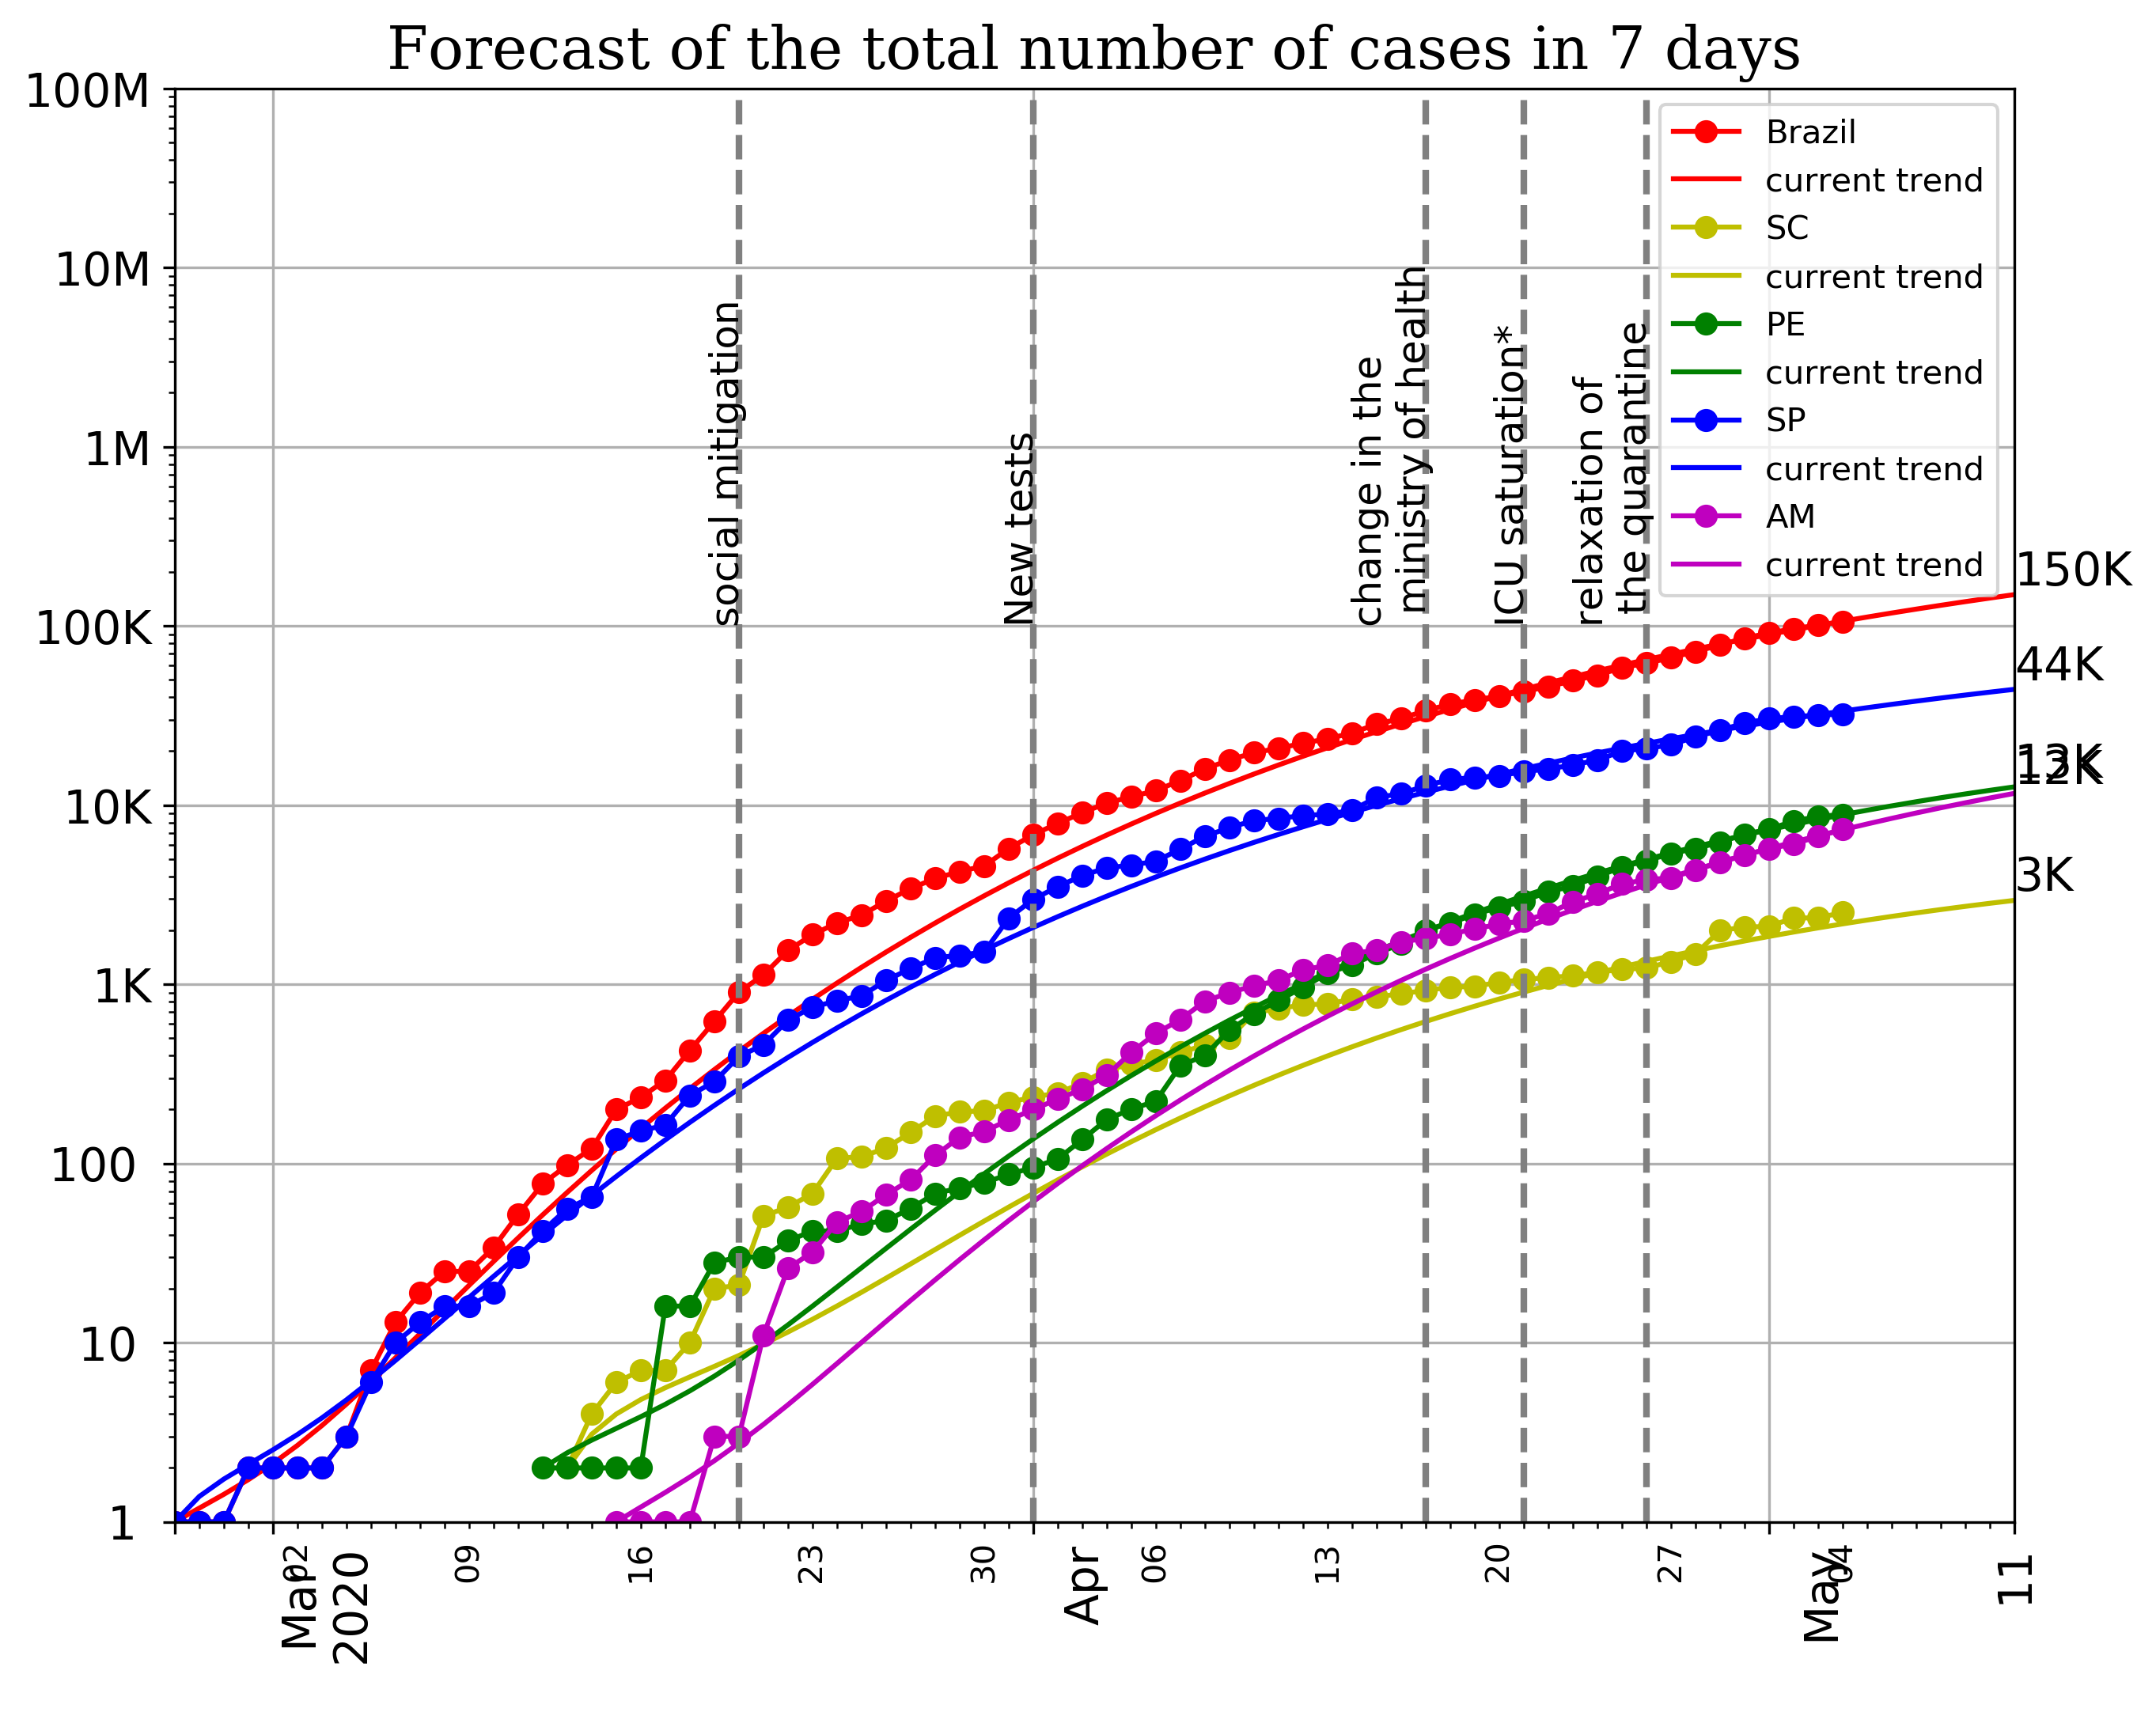 Forecast of the total number of cases in 7 days
100M
10M
1M
100K
10K
1K
100
10
1
social mitigation
New tests
change in the
ministry of health
ICU saturation*
relaxation of
the quarantine
Brazil
current trend
SC
current trend
PE
current trend
SP
current trend
AM
current trend
150K
44K
13K
12K
3K
02
09
16
23
30
06
13
20
27
04
11
Mar
2020
Apr
May